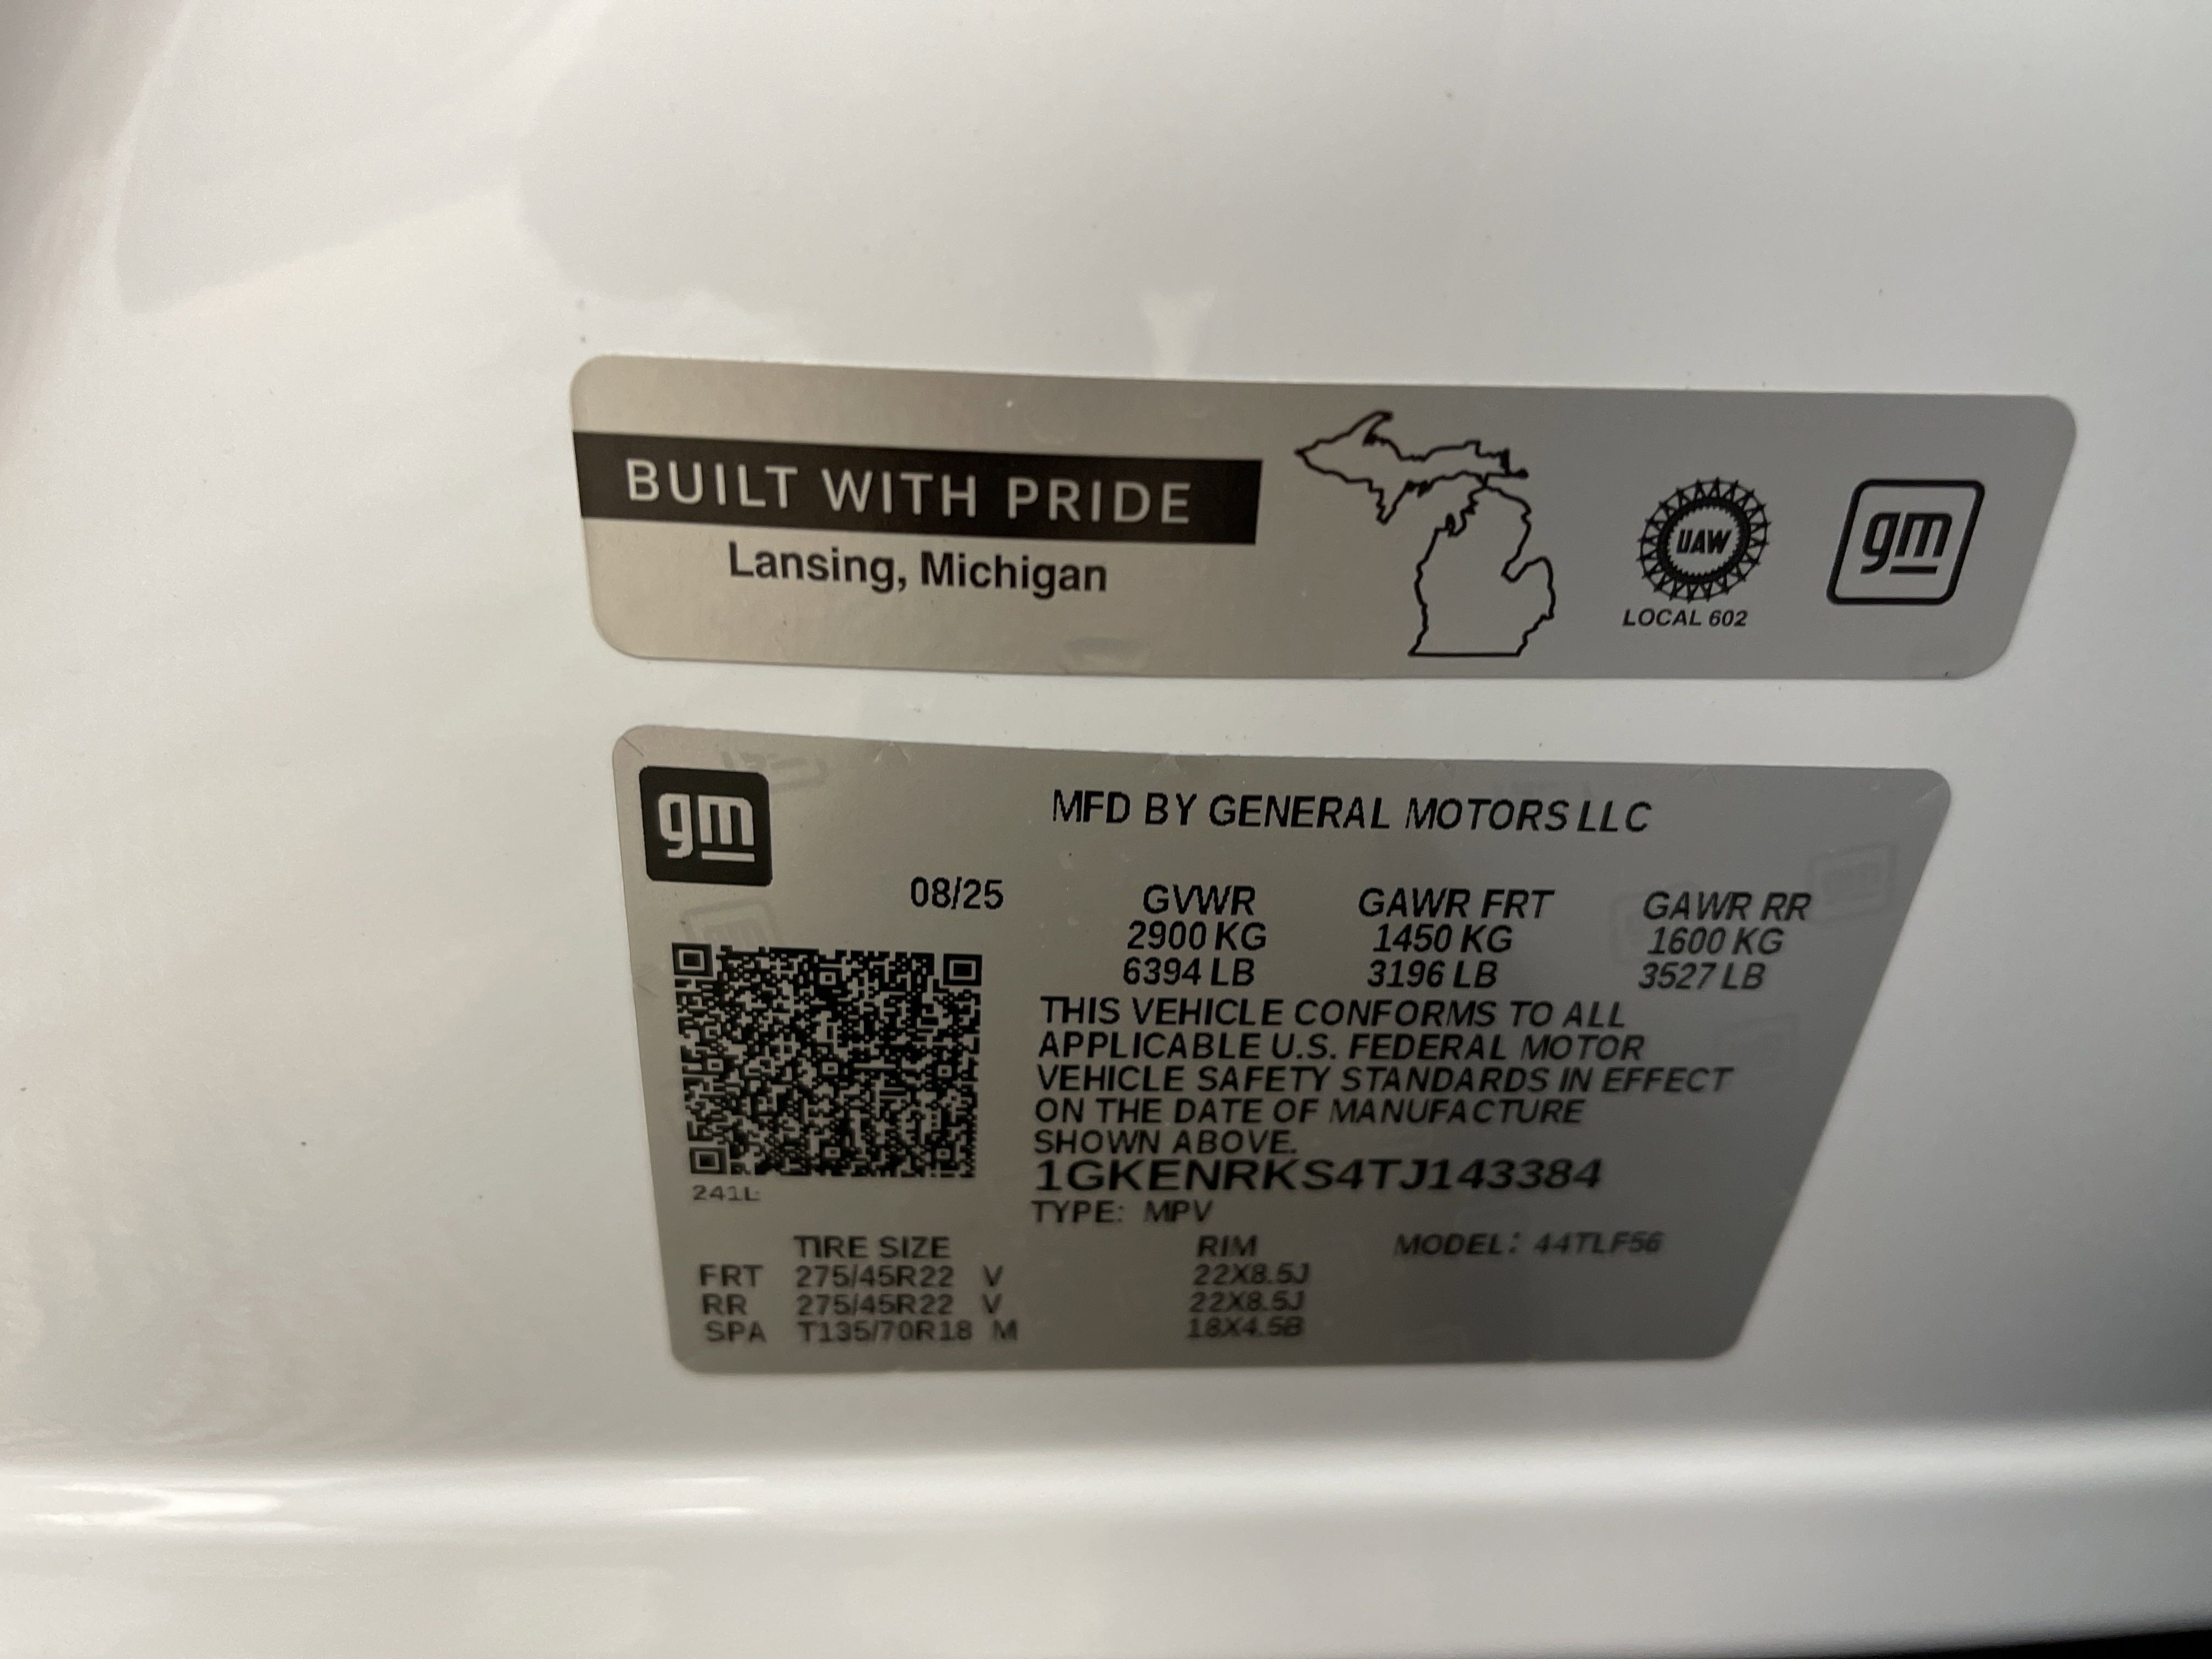 BUILT WITH PRIDE
Lansing, Michigan
UAW
LOCAL 602
gm
gm
MFD BY GENERAL MOTORS LLC
08/25 GVWR GAWR FRT GAWR RR
2900 KG 1450 KG 1600 KG
6394 LB 3196 LB 3527 LB
THIS VEHICLE CONFORMS TO ALL
APPLICABLE U.S. FEDERAL MOTOR
VEHICLE SAFETY STANDARDS IN EFFECT
ON THE DATE OF MANUFACTURE
SHOWN ABOVE.
1GKENRKS4TJ143384
241L
TYPE: MPV
TIRE SIZE RIM MODEL: 44TLF56
FRT 275/45R22 V 22X8.5J
RR 275/45R22 V 22X8.5J
SPA T135/70R18 M 18X4.5B